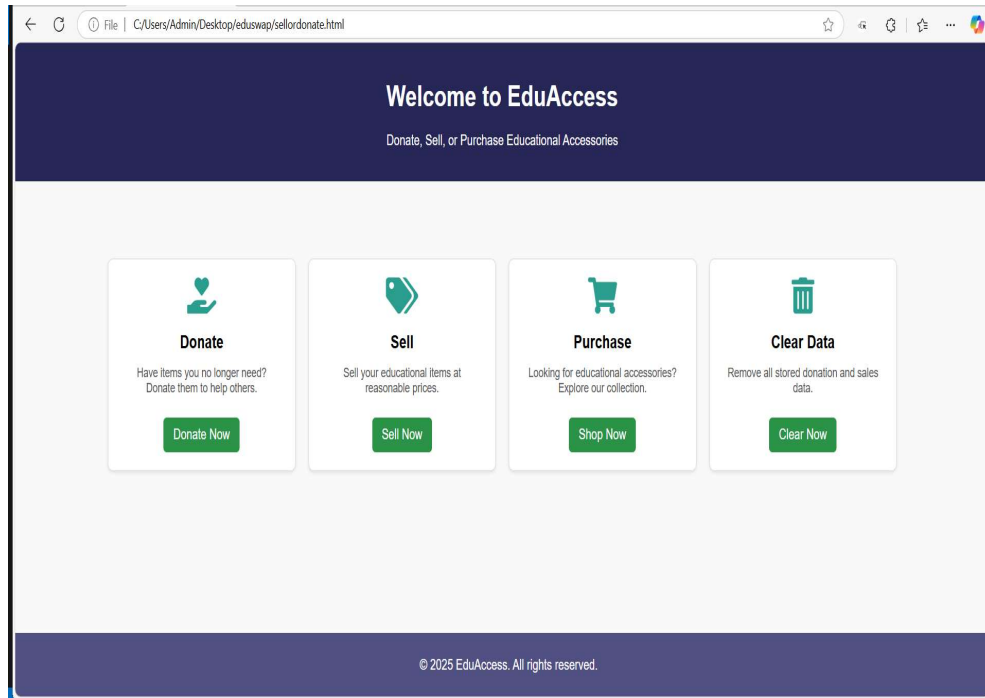 File | C:/Users/Admin/Desktop/eduswap/sellordonate.html
Welcome to EduAccess
Donate, Sell, or Purchase Educational Accessories
Donate
Have items you no longer need?
Donate them to help others.
Donate Now
Sell
Sell your educational items at
reasonable prices.
Sell Now
Purchase
Looking for educational accessories?
Explore our collection.
Shop Now
Clear Data
Remove all stored donation and sales
data.
Clear Now
© 2025 EduAccess. All rights reserved.